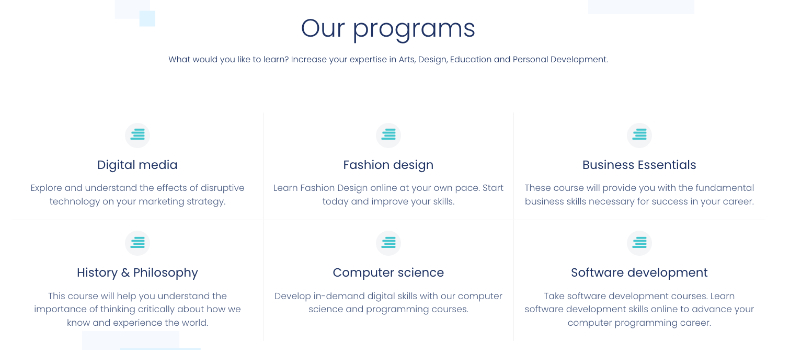 Our programs
What would you like to learn? Increase your expertise in Arts, Design, Education and Personal Development.
Digital media
Explore and understand the effects of disruptive
technology on your marketing strategy.
Fashion design
Learn Fashion Design online at your own pace. Start
today and improve your skills.
Business Essentials
These course will provide you with the fundamental
business skills necessary for success in your career.
History & Philosophy
This course will help you understand the
importance of thinking critically about how we
know and experience the world.
Computer science
Develop in-demand digital skills with our computer
science and programming courses.
Software development
Take software development courses. Learn
software development skills online to advance your
computer programming career.